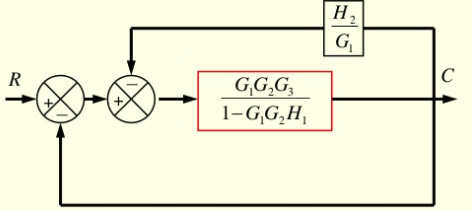 H₂
G₁
−
R
C
+
−
+
G₁G₂G₃
1−G₁G₂H₁